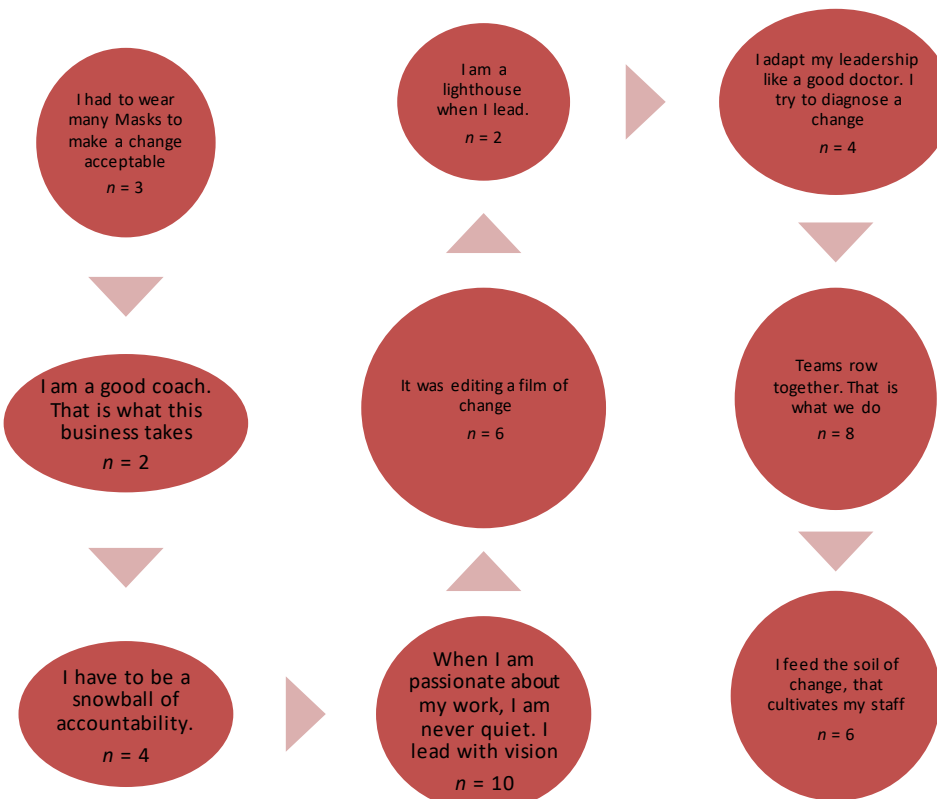 I had to wear
many Masks to
make a change
acceptable
n = 3
I am a good coach.
That is what this
business takes
n = 2
I have to be a
snowball of
accountability.
n = 4
When I am
passionate about
my work, I am
never quiet. I
lead with vision
n = 10
It was editing a film of
change
n = 6
I am a
lighthouse
when I lead.
n = 2
I adapt my leadership
like a good doctor. I
try to diagnose a
change
n = 4
Teams row
together. That is
what we do
n = 8
I feed the soil of
change, that
cultivates my staff
n = 6